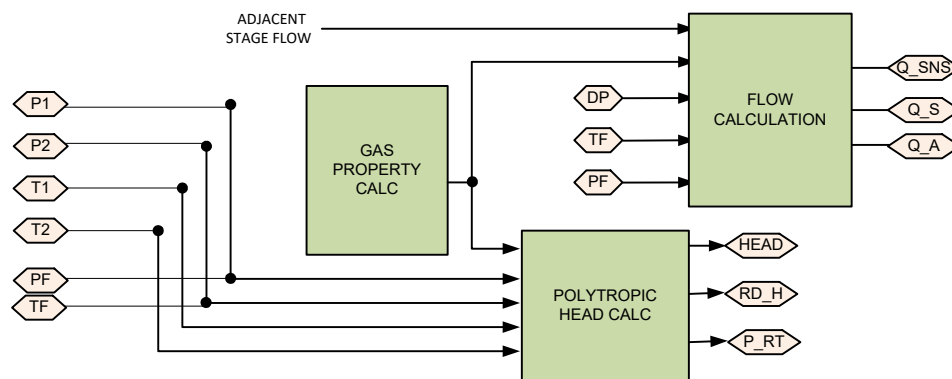 ADJACENT
STAGE FLOW
P1
P2
T1
T2
PF
TF
GAS
PROPERTY
CALC
DP
TF
PF
FLOW
CALCULATION
Q_SNS
Q_S
Q_A
POLYTROPIC
HEAD CALC
HEAD
RD_H
P_RT